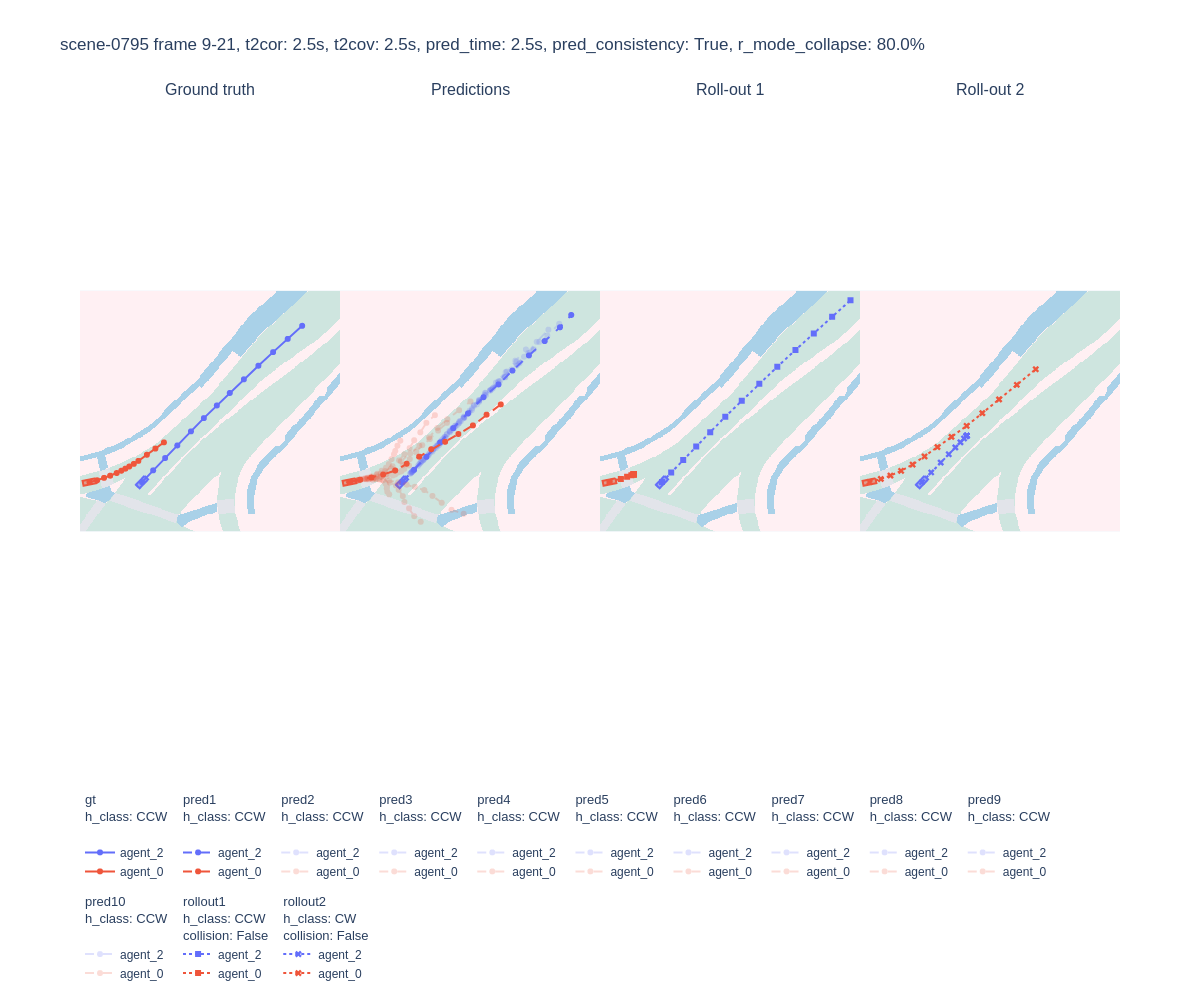 scene-0795 frame 9-21, t2cor: 2.5s, t2cov: 2.5s, pred_time: 2.5s, pred_consistency: True, r_mode_collapse: 80.0%
Ground truth
Predictions
Roll-out 1
Roll-out 2
gt
h_class: CCW
agent_2
agent_0
pred1
h_class: CCW
agent_2
agent_0
pred2
h_class: CCW
agent_2
agent_0
pred3
h_class: CCW
agent_2
agent_0
pred4
h_class: CCW
agent_2
agent_0
pred5
h_class: CCW
agent_2
agent_0
pred6
h_class: CCW
agent_2
agent_0
pred7
h_class: CCW
agent_2
agent_0
pred8
h_class: CCW
agent_2
agent_0
pred9
h_class: CCW
agent_2
agent_0
pred10
h_class: CCW
agent_2
agent_0
rollout1
h_class: CCW
collision: False
agent_2
agent_0
rollout2
h_class: CW
collision: False
agent_2
agent_0